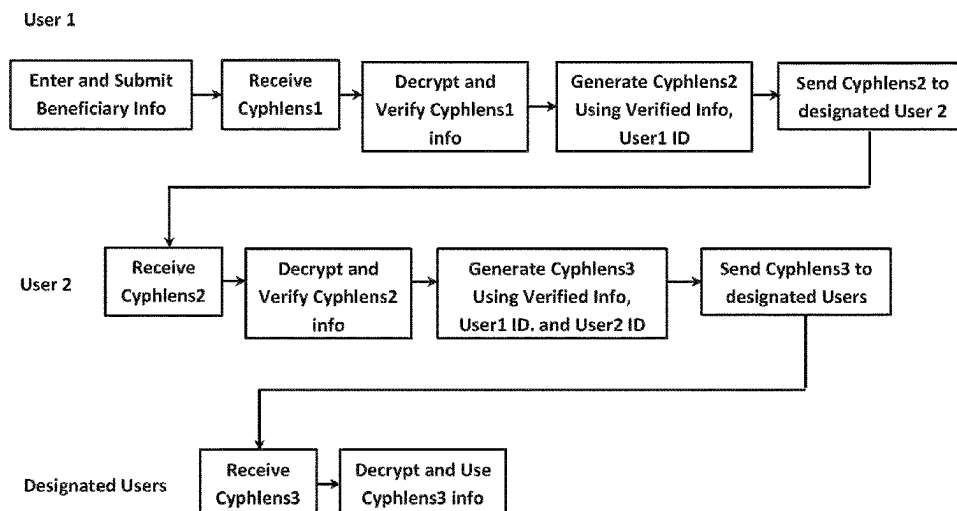 User 1
Enter and Submit
Beneficiary Info
Receive
Cyphlens1
Decrypt and
Verify Cyphlens1
info
Generate Cyphlens2
Using Verified Info,
User1 ID
Send Cyphlens2 to
designated User 2
User 2
Receive
Cyphlens2
Decrypt and
Verify Cyphlens2
info
Generate Cyphlens3
Using Verified Info,
User1 ID. and User2 ID
Send Cyphlens3 to
designated Users
Designated Users
Receive
Cyphlens3
Decrypt and Use
Cyphlens3 info